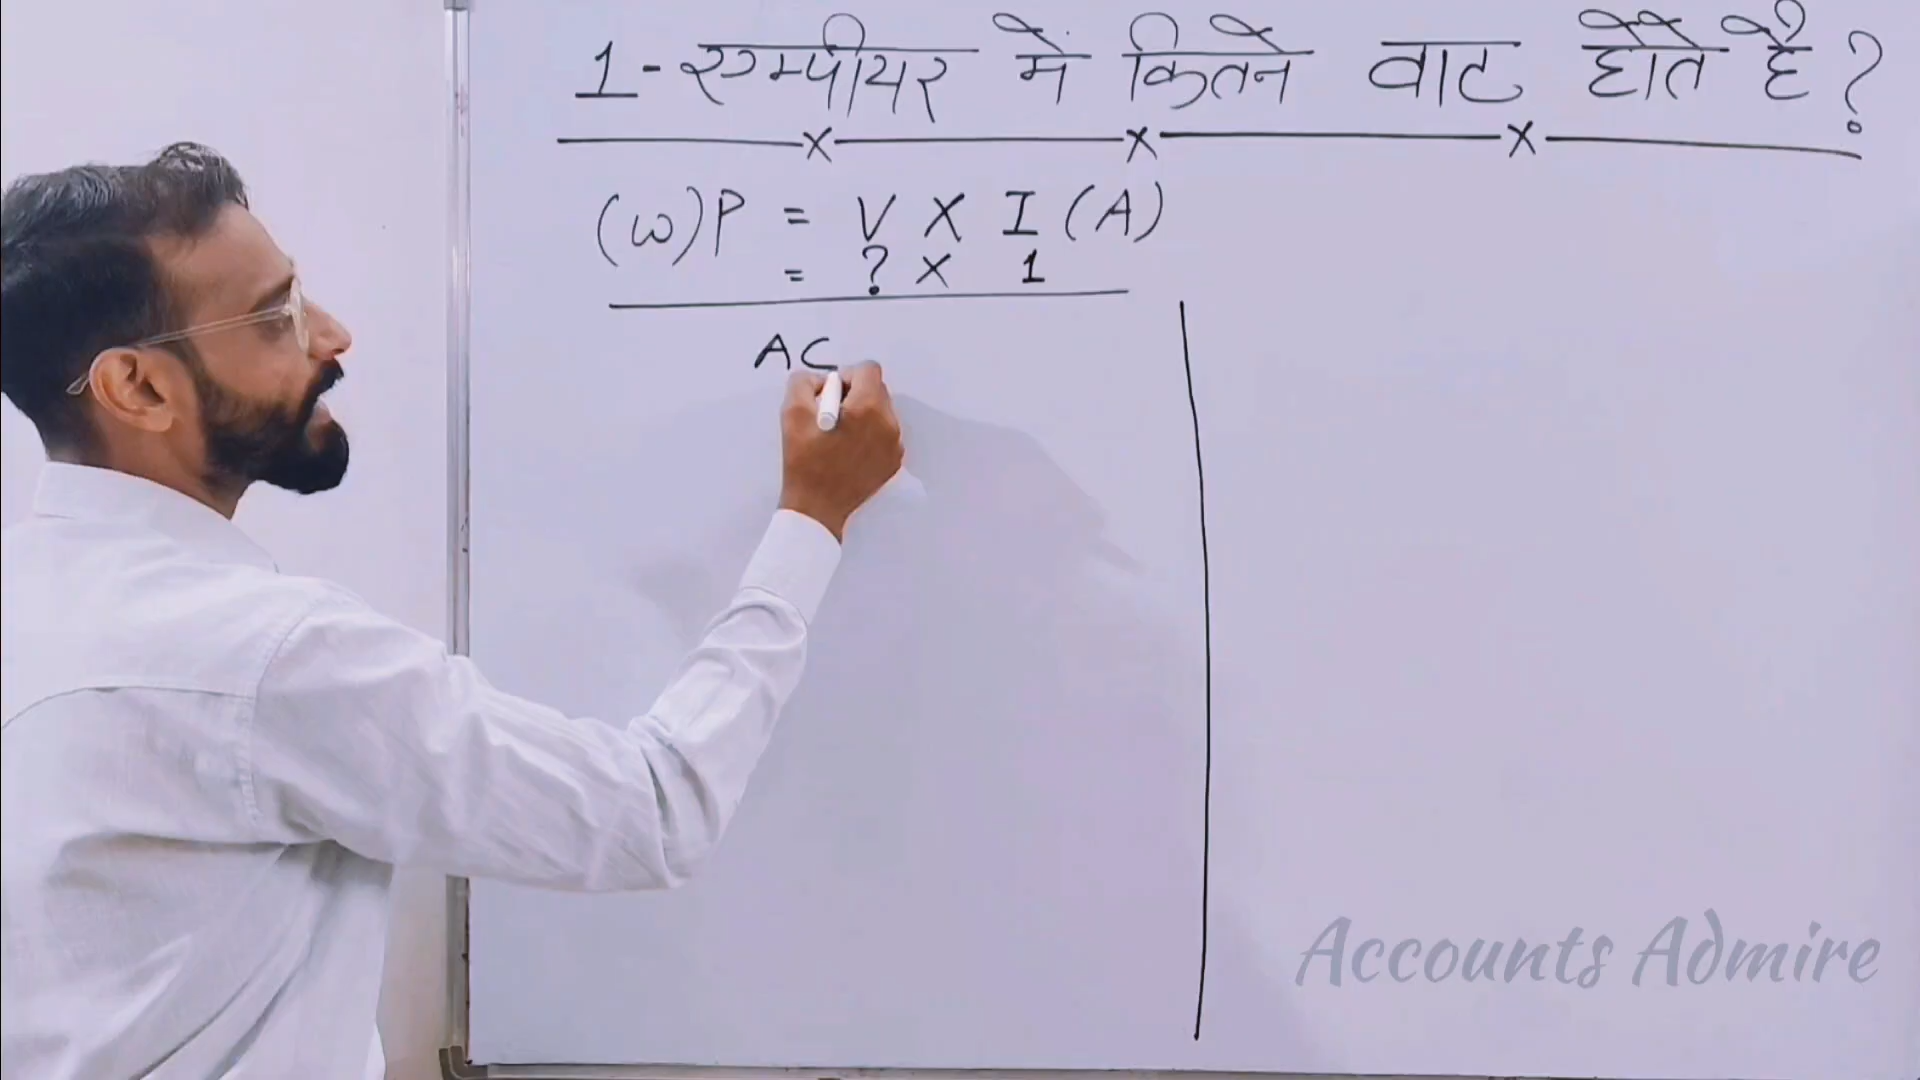 1-एम्पीयर में कितने वाट होते है?
x x x
(W)P = V X I (A)
= ? X 1
AC
Accounts Admire